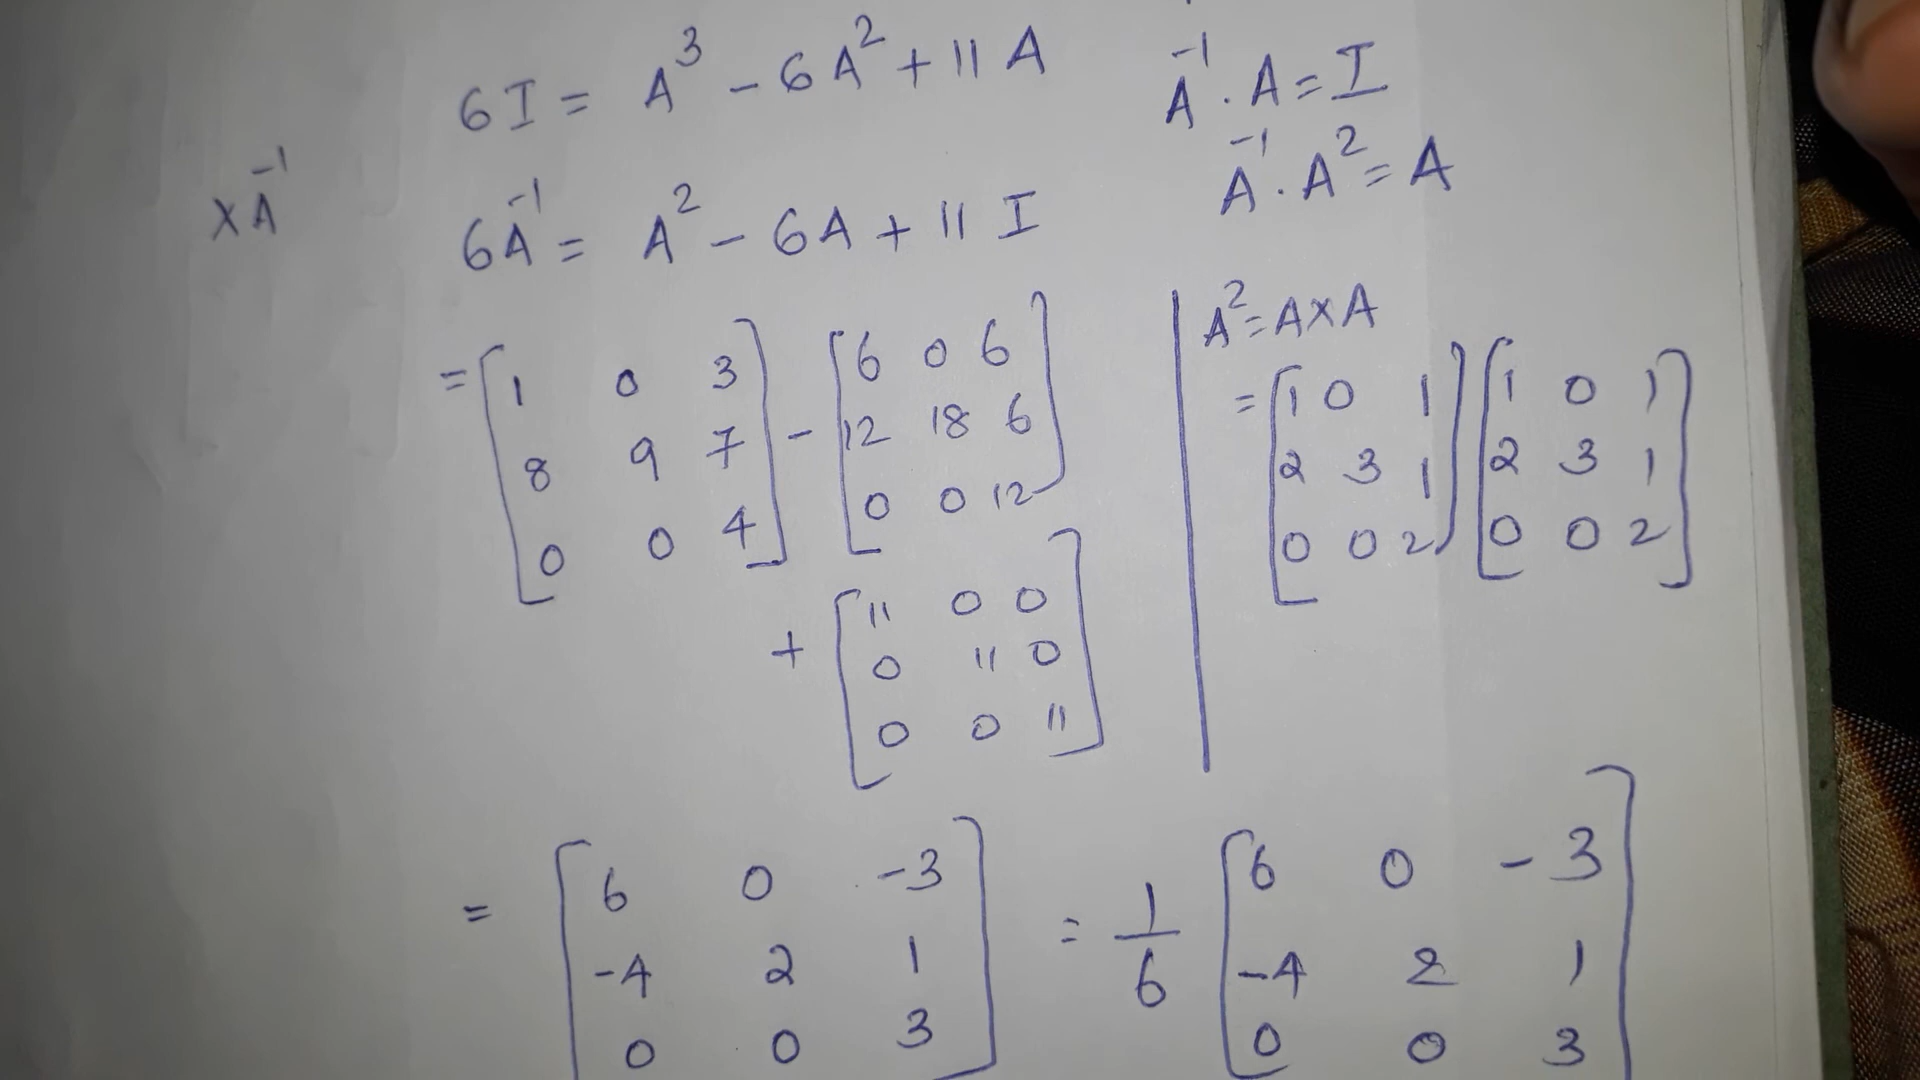 6I = A³ - 6A² + 11A
A⁻¹ . A = I
A⁻¹ . A² = A
×A⁻¹
6A⁻¹ = A² - 6A + 11 I
= [1 0 3
8 9 7
0 0 4] - [6 0 6
12 18 6
0 0 12]
+ [11 0 0
0 11 0
0 0 11]
A² = A×A
= [1 0 1
2 3 1
0 0 2] [1 0 1
2 3 1
0 0 2]
= [6 0 -3
-4 2 1
0 0 3]
= 1/6 [6 0 -3
-4 2 1
0 0 3